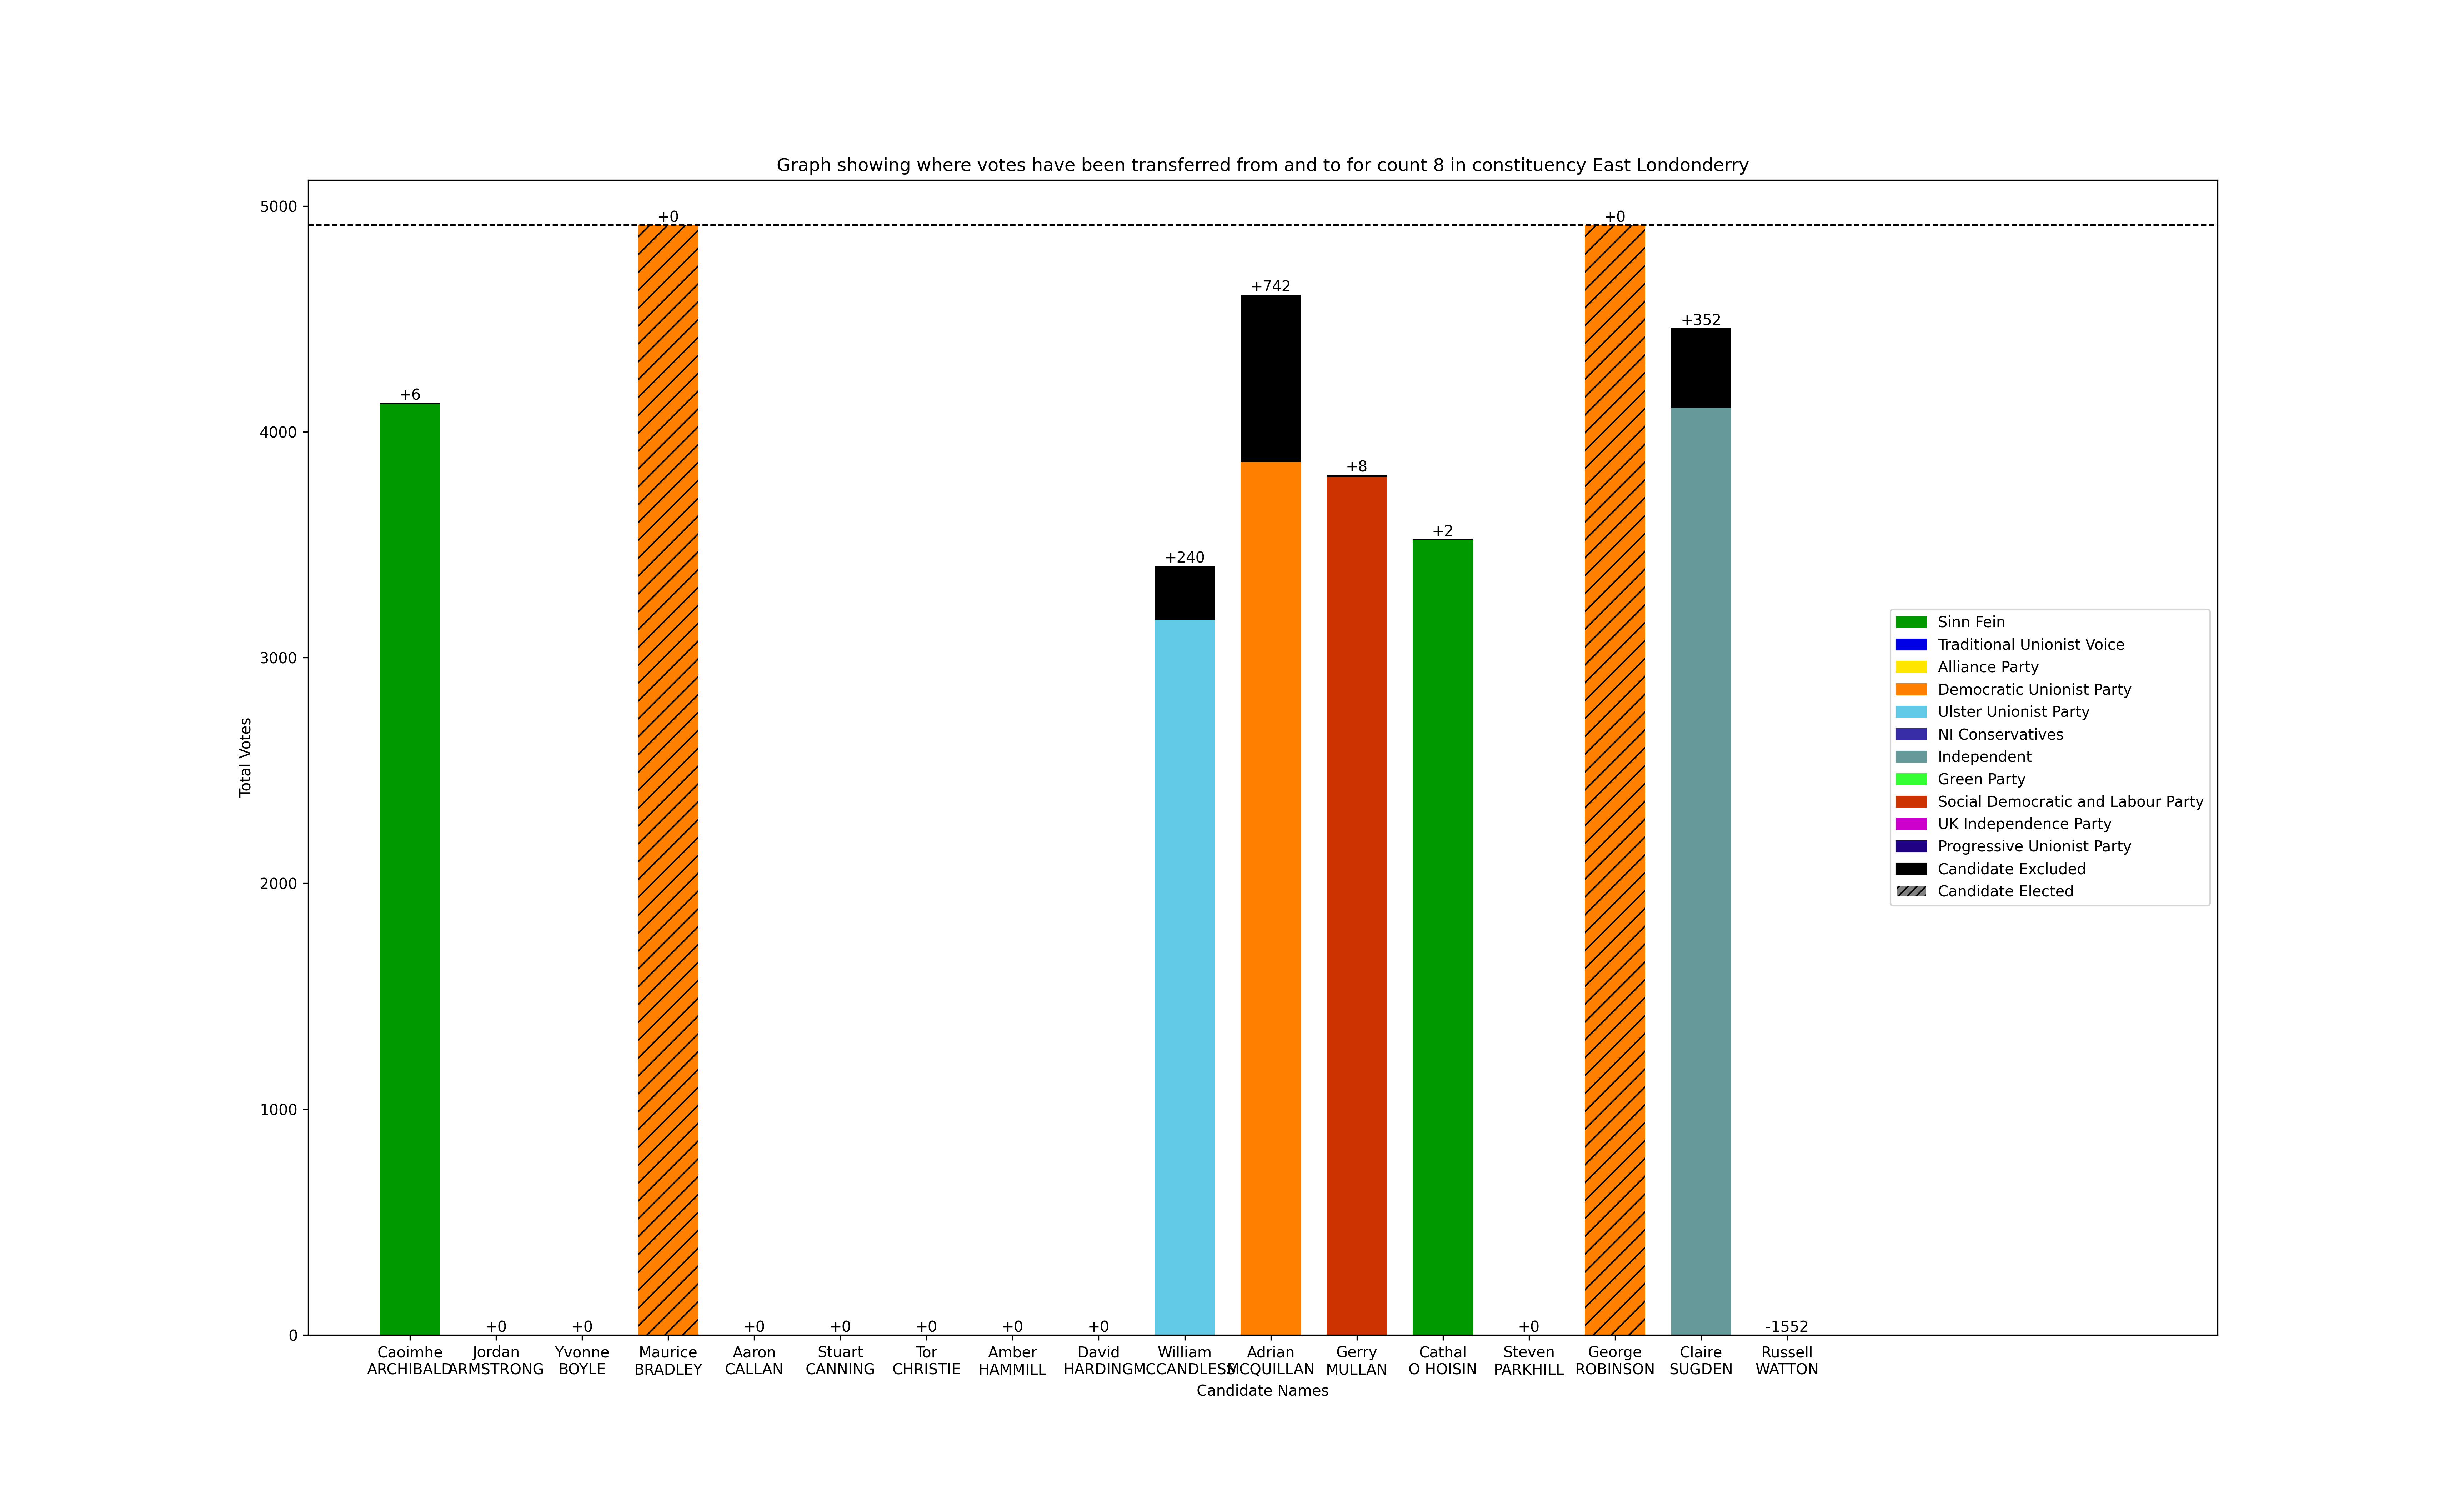 Graph showing where votes have been transferred from and to for count 8 in constituency East Londonderry
Total Votes
5000
4000
3000
2000
1000
0
+6
+0
+0
+0
+0
+0
+0
+0
+0
+240
+742
+8
+2
+0
+0
+352
-1552
Caoimhe
ARCHIBALD
Jordan
ARMSTRONG
Yvonne
BOYLE
Maurice
BRADLEY
Aaron
CALLAN
Stuart
CANNING
Tor
CHRISTIE
Amber
HAMMILL
David
HARDING
William
MCCANDLESS
Adrian
MCQUILLAN
Gerry
MULLAN
Cathal
O HOISIN
Steven
PARKHILL
George
ROBINSON
Claire
SUGDEN
Russell
WATTON
Candidate Names
Sinn Fein
Traditional Unionist Voice
Alliance Party
Democratic Unionist Party
Ulster Unionist Party
NI Conservatives
Independent
Green Party
Social Democratic and Labour Party
UK Independence Party
Progressive Unionist Party
Candidate Excluded
Candidate Elected